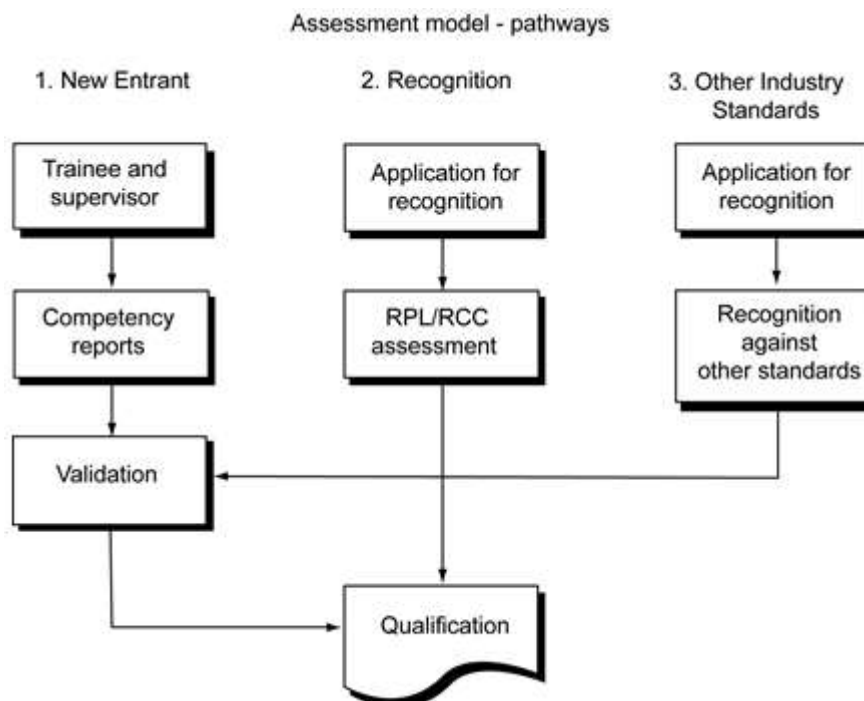 Assessment model - pathways
1. New Entrant
2. Recognition
3. Other Industry
Standards
Trainee and
supervisor
Application for
recognition
Application for
recognition
Competency
reports
RPL/RCC
assessment
Recognition
against
other standards
Validation
Qualification